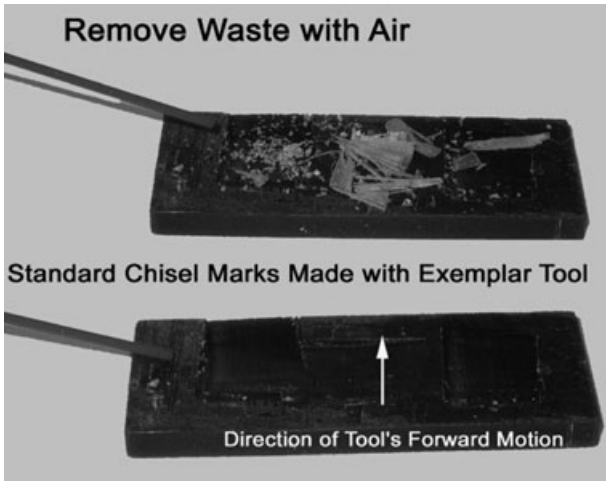 Remove Waste with Air
Standard Chisel Marks Made with Exemplar Tool
Direction of Tool's Forward Motion